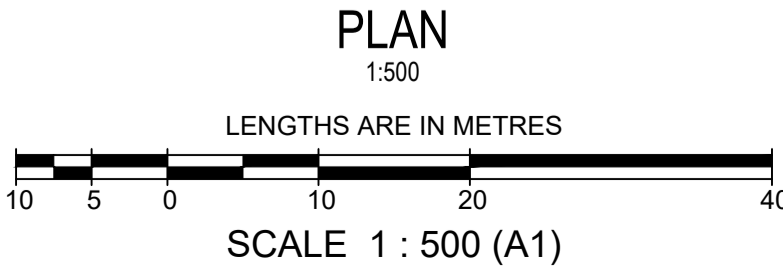 PLAN
1:500
LENGTHS ARE IN METRES
10 5 0 10 20 40
SCALE 1 : 500 (A1)